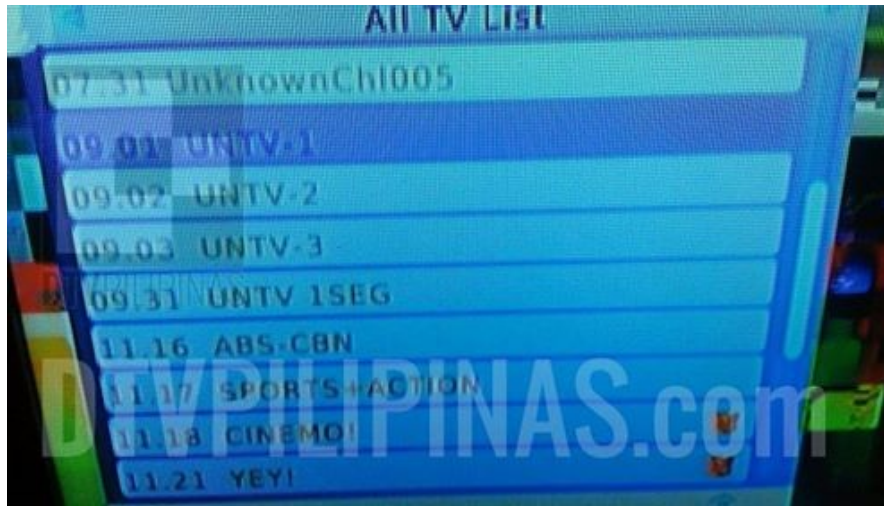 All TV List
07.31 UnknownChl005
09.01 UNTV-1
09.02 UNTV-2
09.03 UNTV-3
DTVPILIPINAS
09.31 UNTV 1SEG
11.16 ABS-CBN
11.17 SPORTS+ACTION
DTVPILIPINAS.com
11.18 CINEMO!
11.21 YEY!